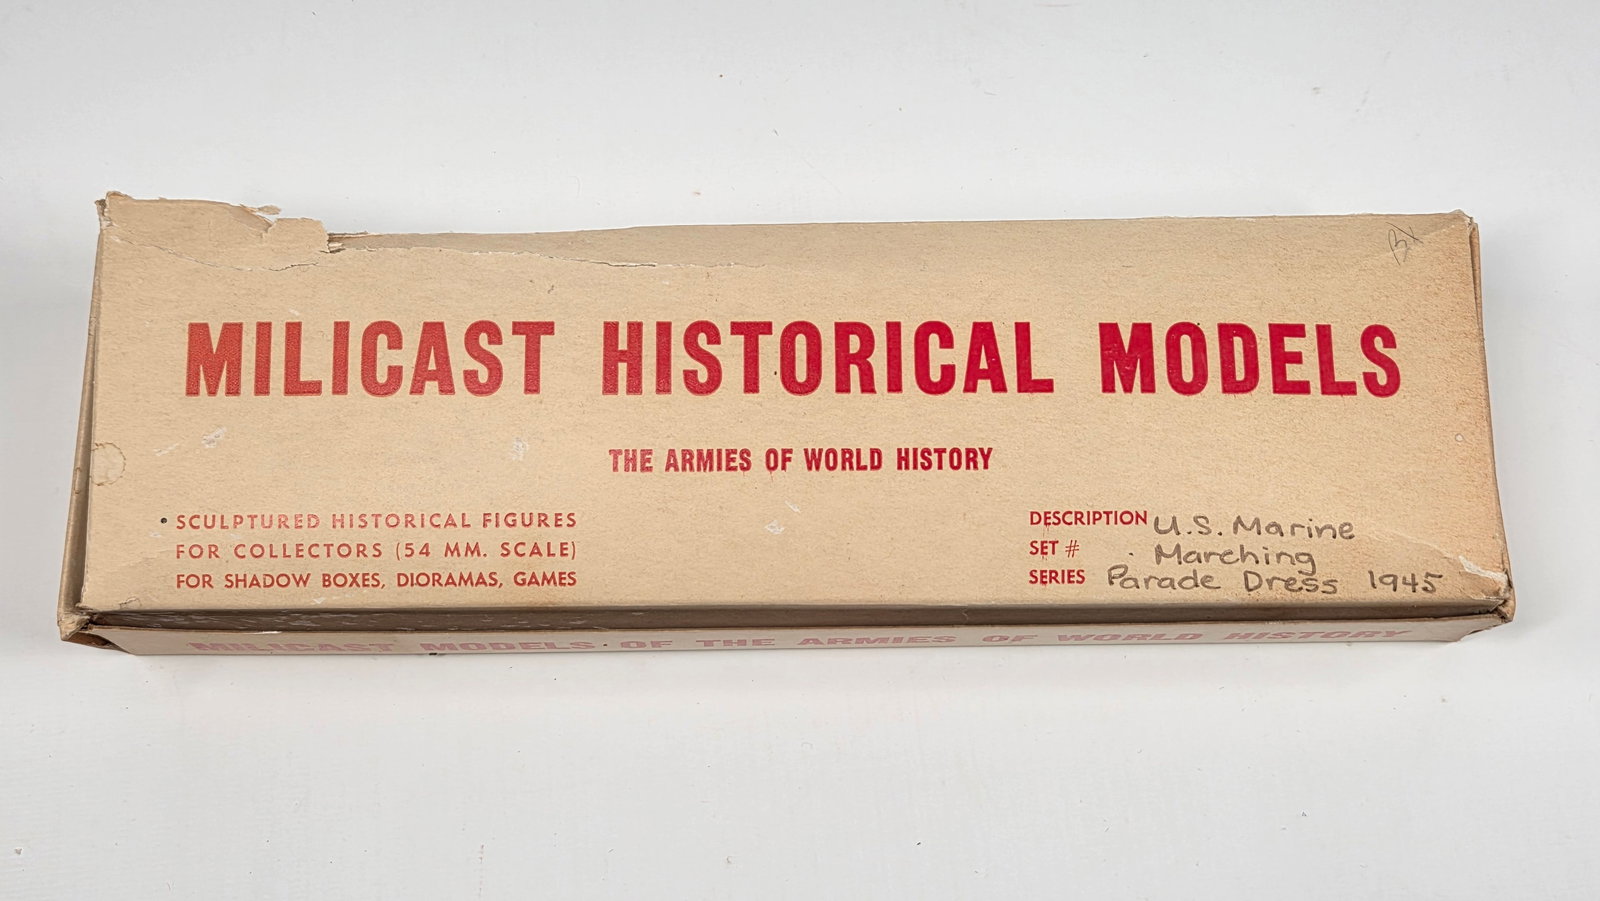 MILICAST HISTORICAL MODELS
THE ARMIES OF WORLD HISTORY
• SCULPTURED HISTORICAL FIGURES
FOR COLLECTORS (54 MM. SCALE)
FOR SHADOW BOXES, DIORAMAS, GAMES
DESCRIPTION U.S. Marine
SET # Marching
SERIES Parade Dress 1945
MILICAST MODELS OF THE ARMIES OF WORLD HISTORY